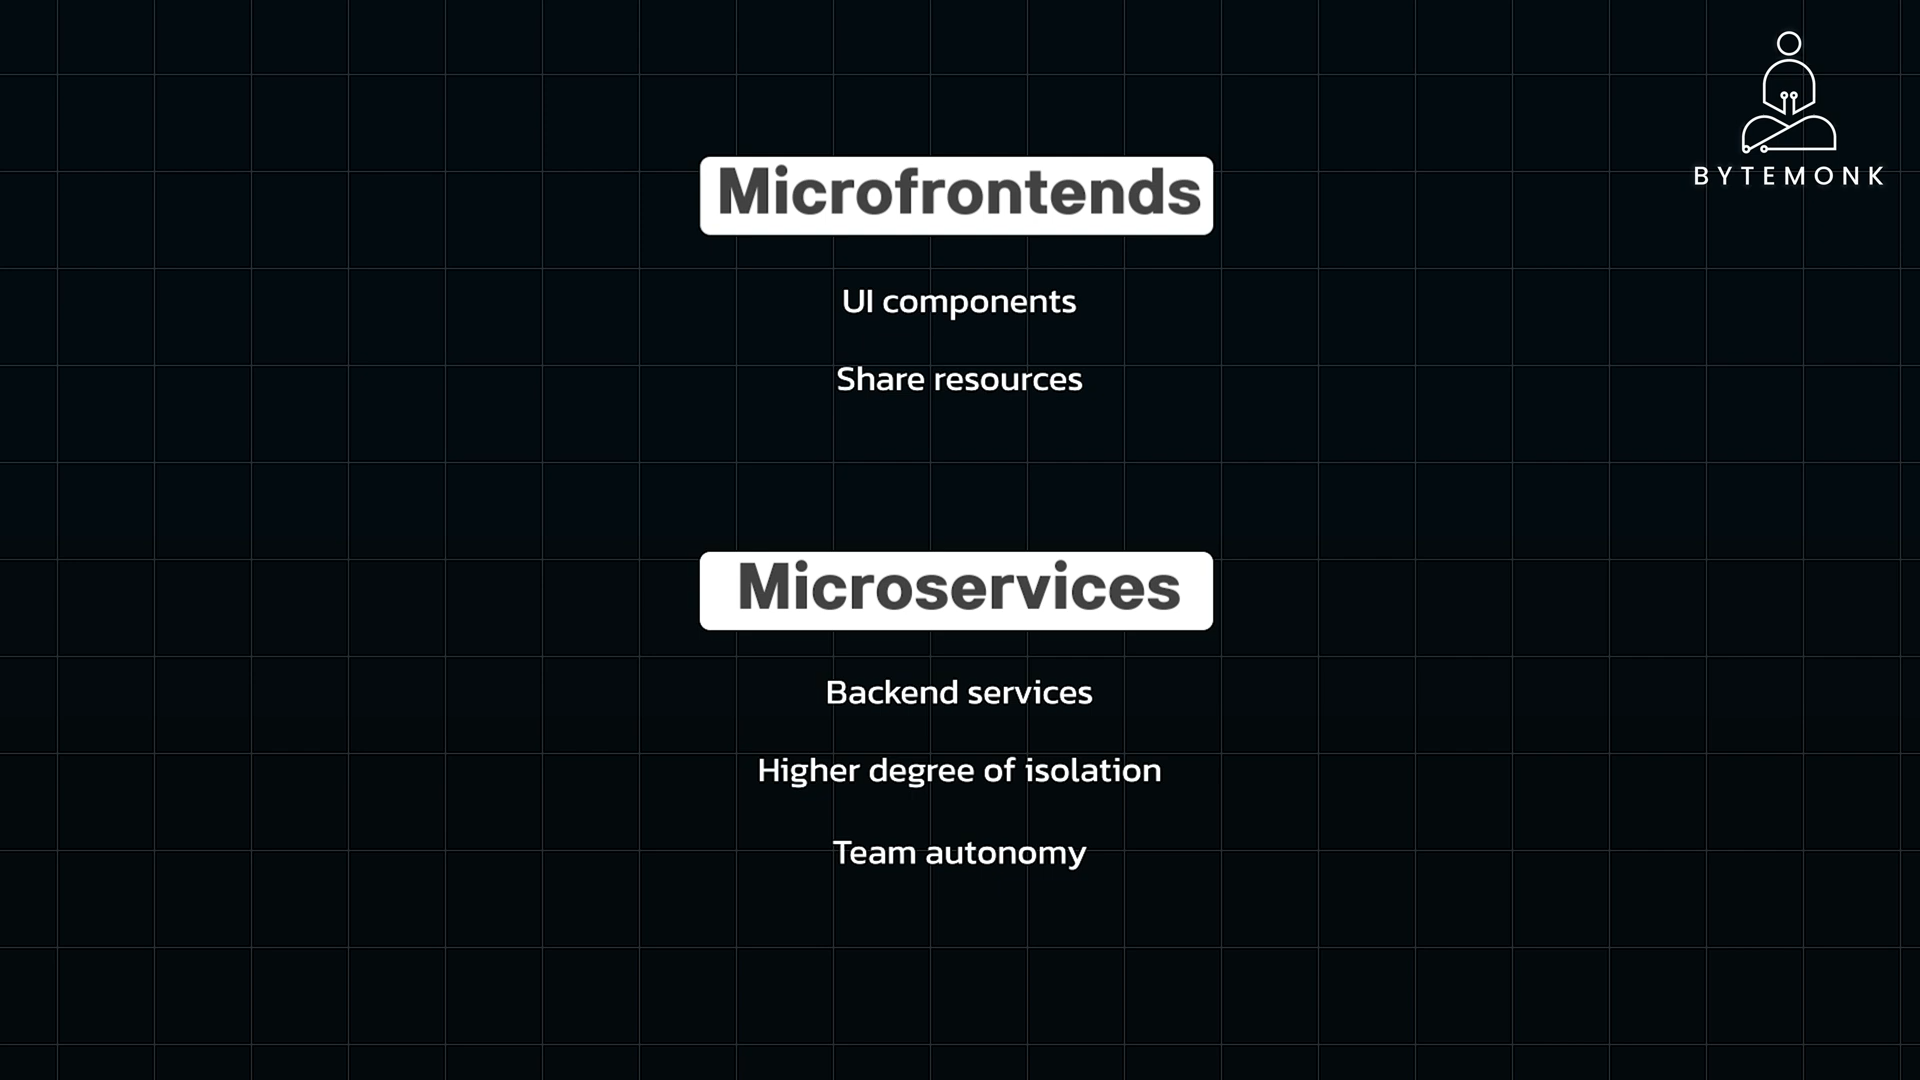 BYTEMONK
Microfrontends
UI components
Share resources
Microservices
Backend services
Higher degree of isolation
Team autonomy